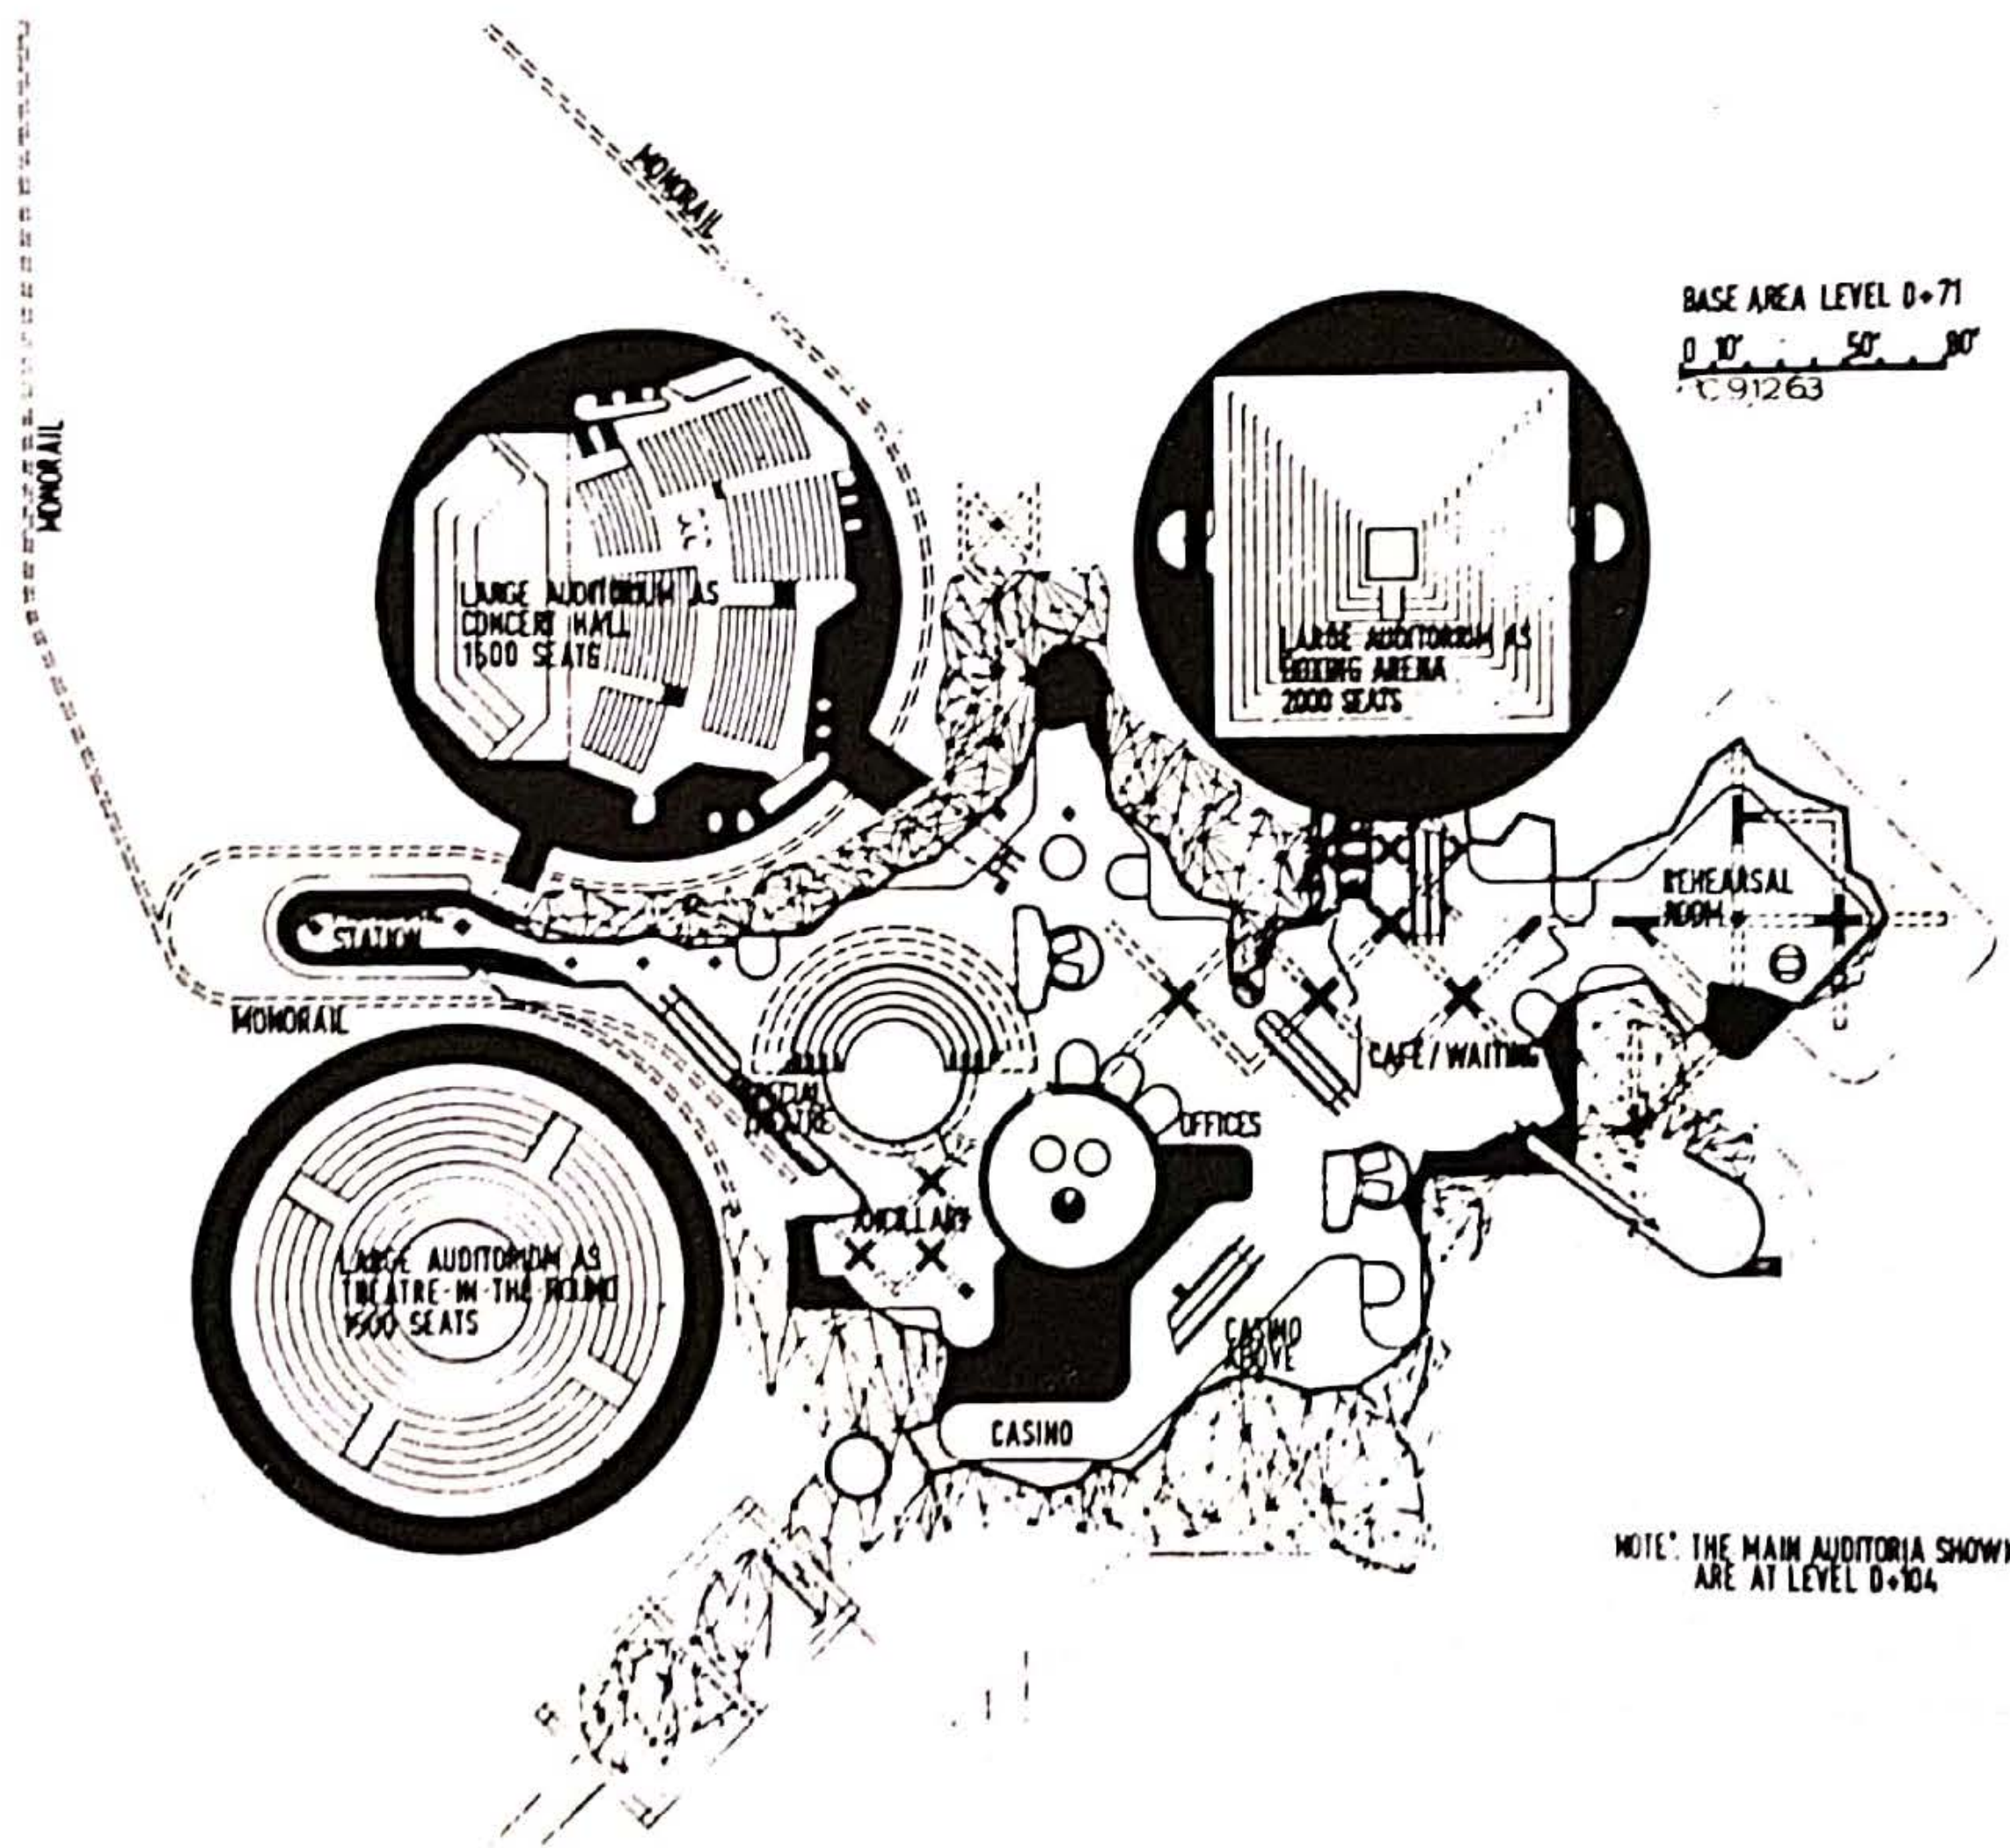 MONORAIL
MONORAIL
BASE AREA LEVEL 0+71
0 10' 50' 80'
C91263
LARGE AUDITORIUM AS
CONCERT HALL
1500 SEATS
LARGE AUDITORIUM AS
BOXING ARENA
2000 SEATS
REHEARSAL
ROOM
STATION
MONORAIL
CAFE/WAITING
OFFICES
ANCILLARY
LARGE AUDITORIUM AS
THEATRE-IN-THE-ROUND
1500 SEATS
CASINO
ABOVE
CASINO
NOTE: THE MAIN AUDITORIA SHOWN
ARE AT LEVEL 0+104